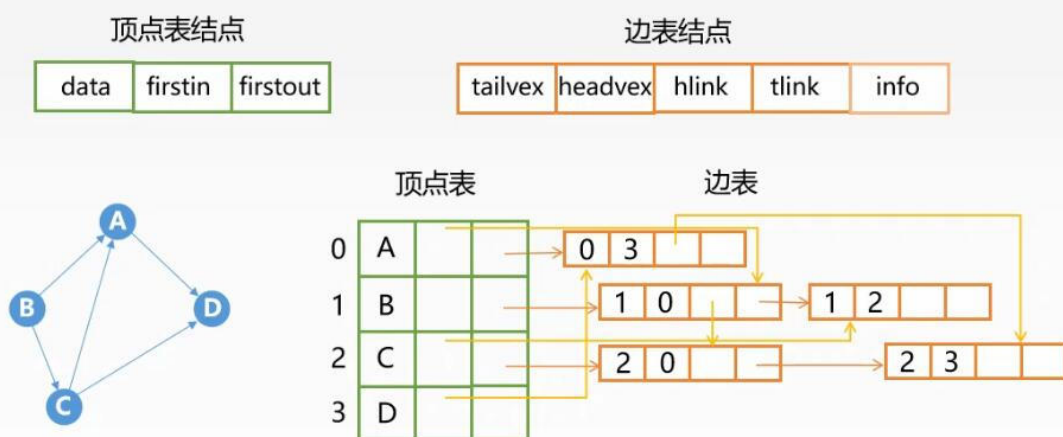 顶点表结点
边表结点
data firstin firstout
tailvex headvex hlink tlink info
顶点表
边表
A
B
D
C
0 A
0 3
1 B
1 0
1 2
2 C
2 0
2 3
3 D